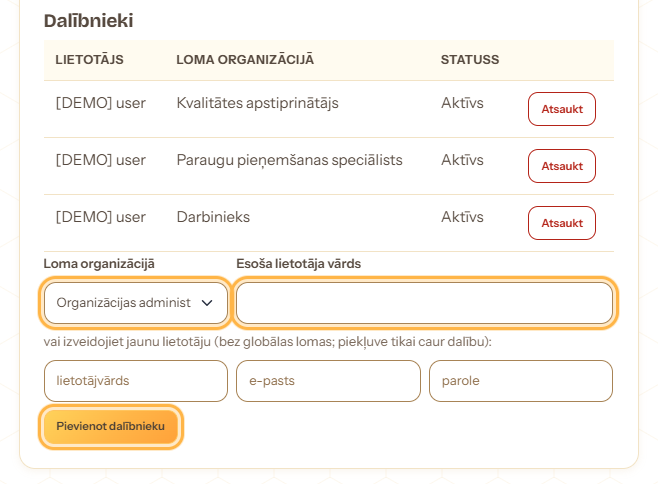 Dalībnieki
LIETOTĀJS LOMA ORGANIZĀCIJĀ STATUSS
[DEMO] user Kvalitātes apstiprinātājs Aktīvs Atsaukt
[DEMO] user Paraugu pieņemšanas speciālists Aktīvs Atsaukt
[DEMO] user Darbinieks Aktīvs Atsaukt
Loma organizācijā Esoša lietotāja vārds
Organizācijas administ
vai izveidojiet jaunu lietotāju (bez globālas lomas; piekļuve tikai caur dalību):
lietotājvārds e-pasts parole
Pievienot dalībnieku